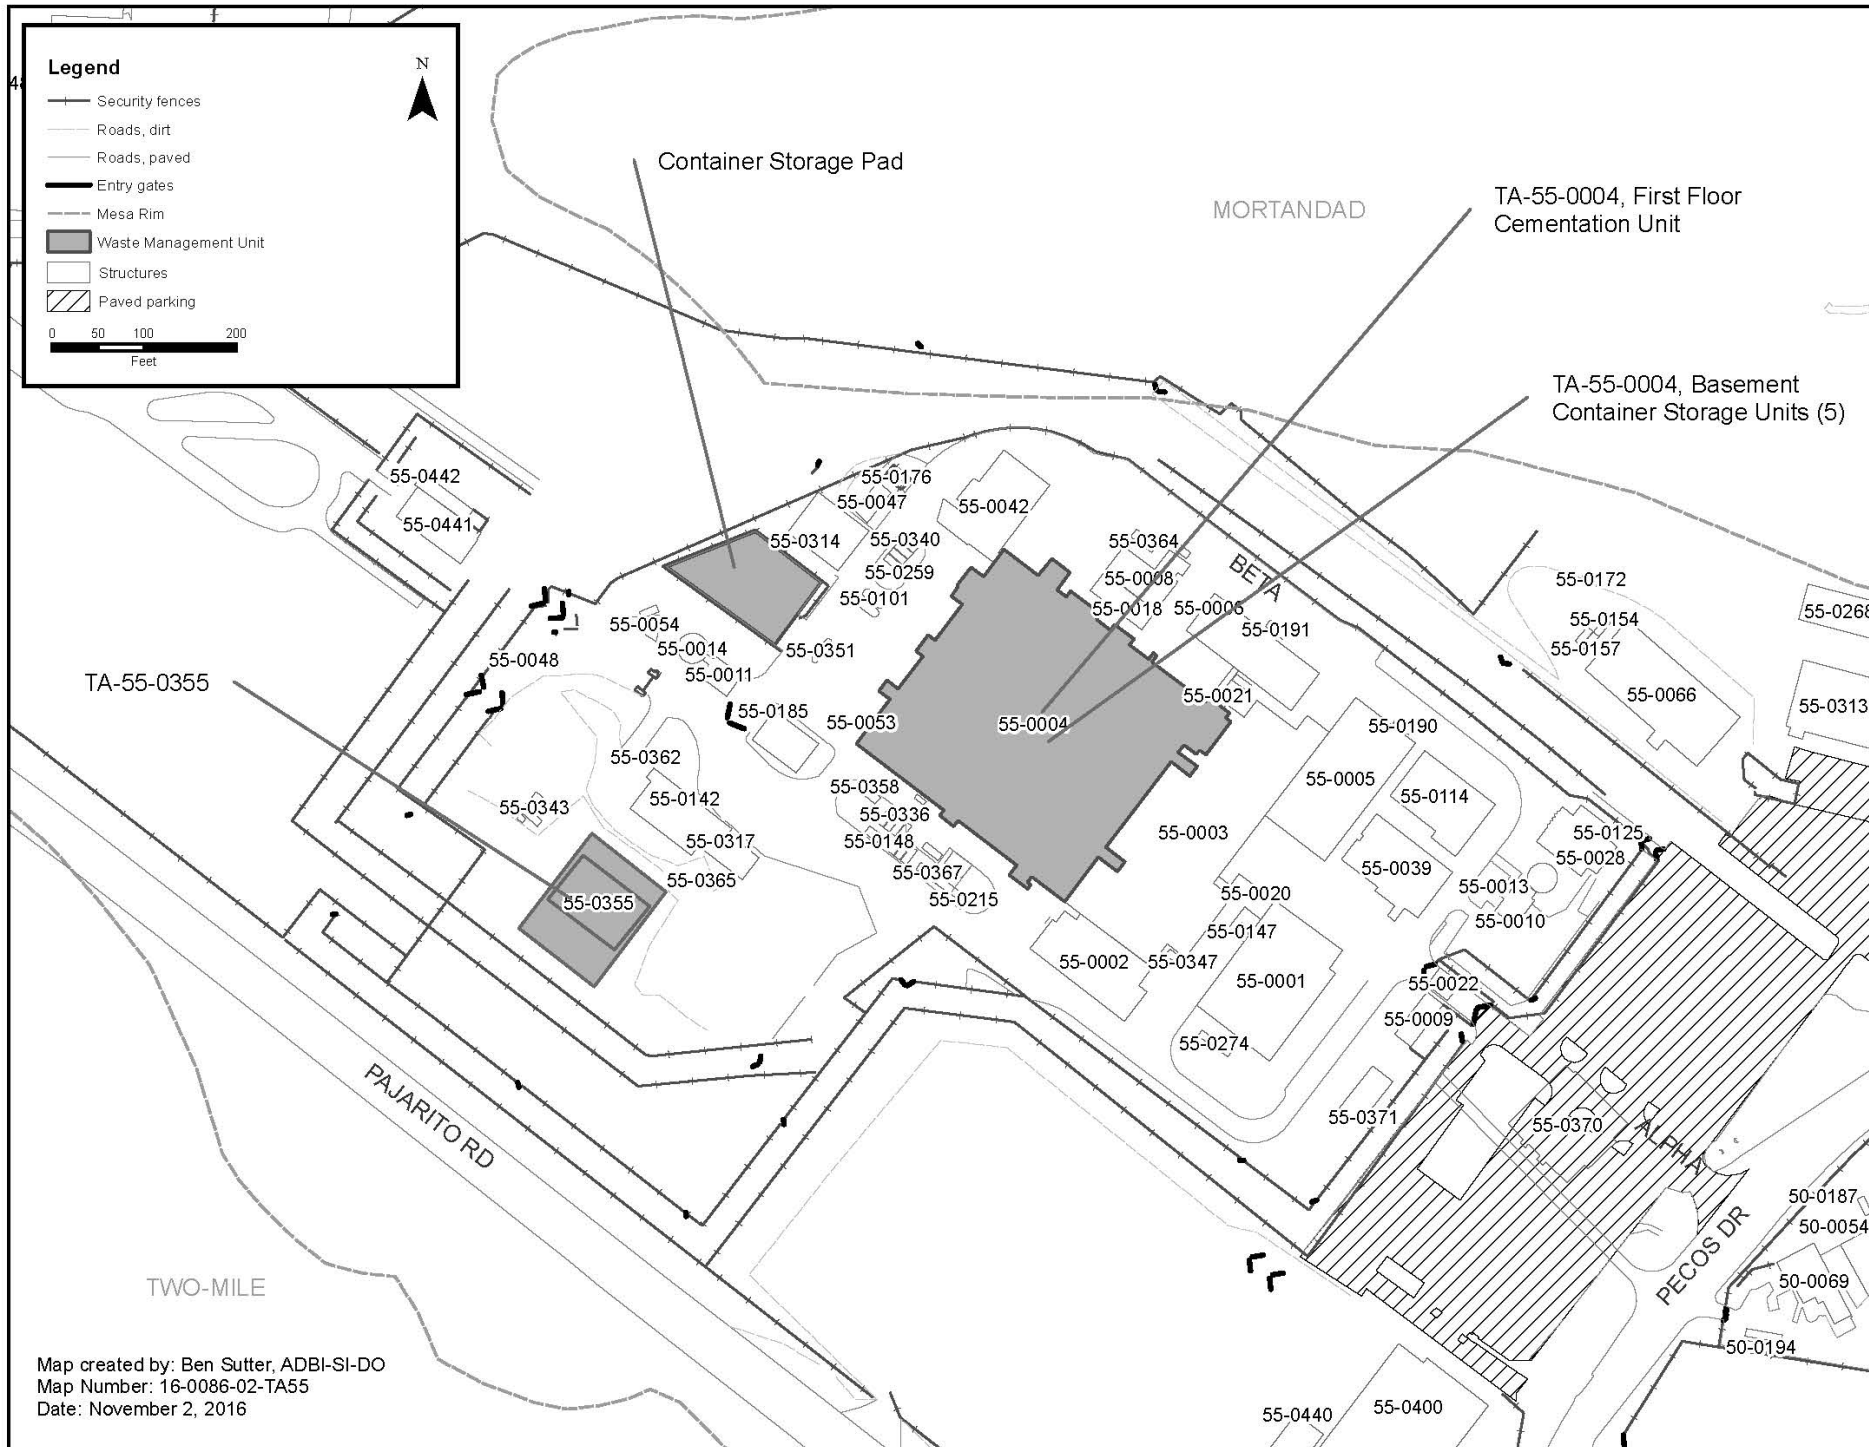 Legend
N
Security fences
Roads, dirt
Roads, paved
Entry gates
Mesa Rim
Waste Management Unit
Structures
Paved parking
0 50 100 200
Feet
Container Storage Pad
MORTANDAD
TA-55-0004, First Floor
Cementation Unit
TA-55-0004, Basement
Container Storage Units (5)
TA-55-0355
55-0442
55-0441
55-0176
55-0047
55-0042
55-0314
55-0340
55-0259
55-0101
55-0364
55-0008
55-0018
55-0006
55-0191
BETA
55-0172
55-0154
55-0157
55-0268
55-0066
55-0313
55-0054
55-0014
55-0011
55-0351
55-0048
55-0185
55-0053
55-0004
55-0021
55-0190
55-0005
55-0114
55-0362
55-0142
55-0343
55-0317
55-0365
55-0355
55-0358
55-0336
55-0148
55-0367
55-0215
55-0003
55-0125
55-0028
55-0039
55-0013
55-0010
55-0020
55-0147
55-0002
55-0347
55-0001
55-0022
55-0009
55-0274
55-0371
55-0370
ALPHA
PECOS DR
50-0187
50-0054
50-0069
50-0194
55-0440
55-0400
PAJARITO RD
TWO-MILE
Map created by: Ben Sutter, ADBI-SI-DO
Map Number: 16-0086-02-TA55
Date: November 2, 2016